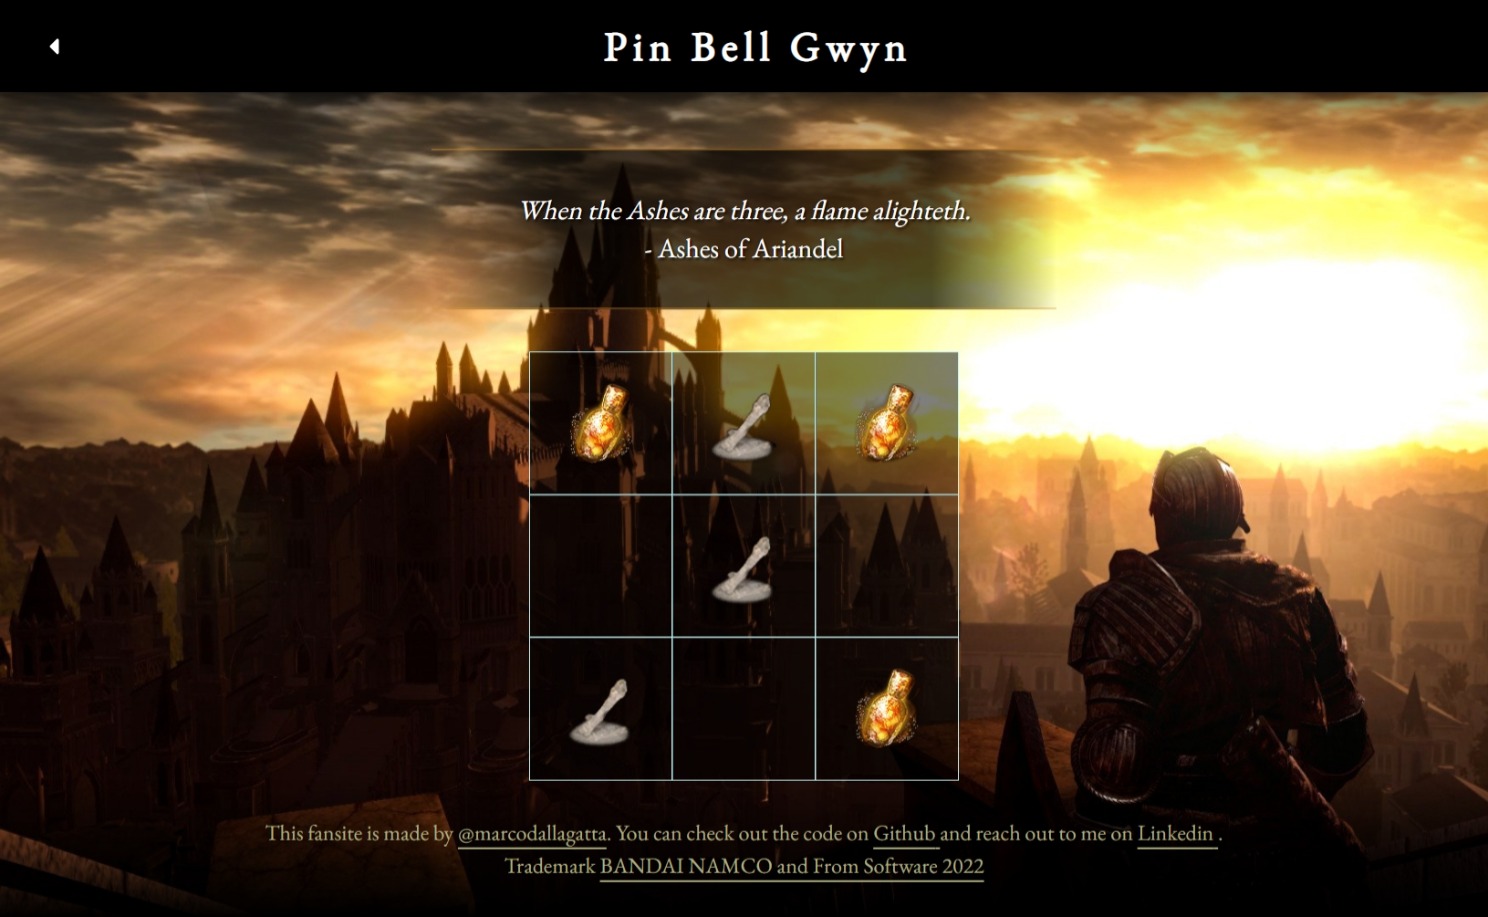 Pin Bell Gwyn
When the Ashes are three, a flame alighteth.
- Ashes of Ariandel
This fansite is made by @marcodallagatta. You can check out the code on Github and reach out to me on Linkedin .
Trademark BANDAI NAMCO and From Software 2022